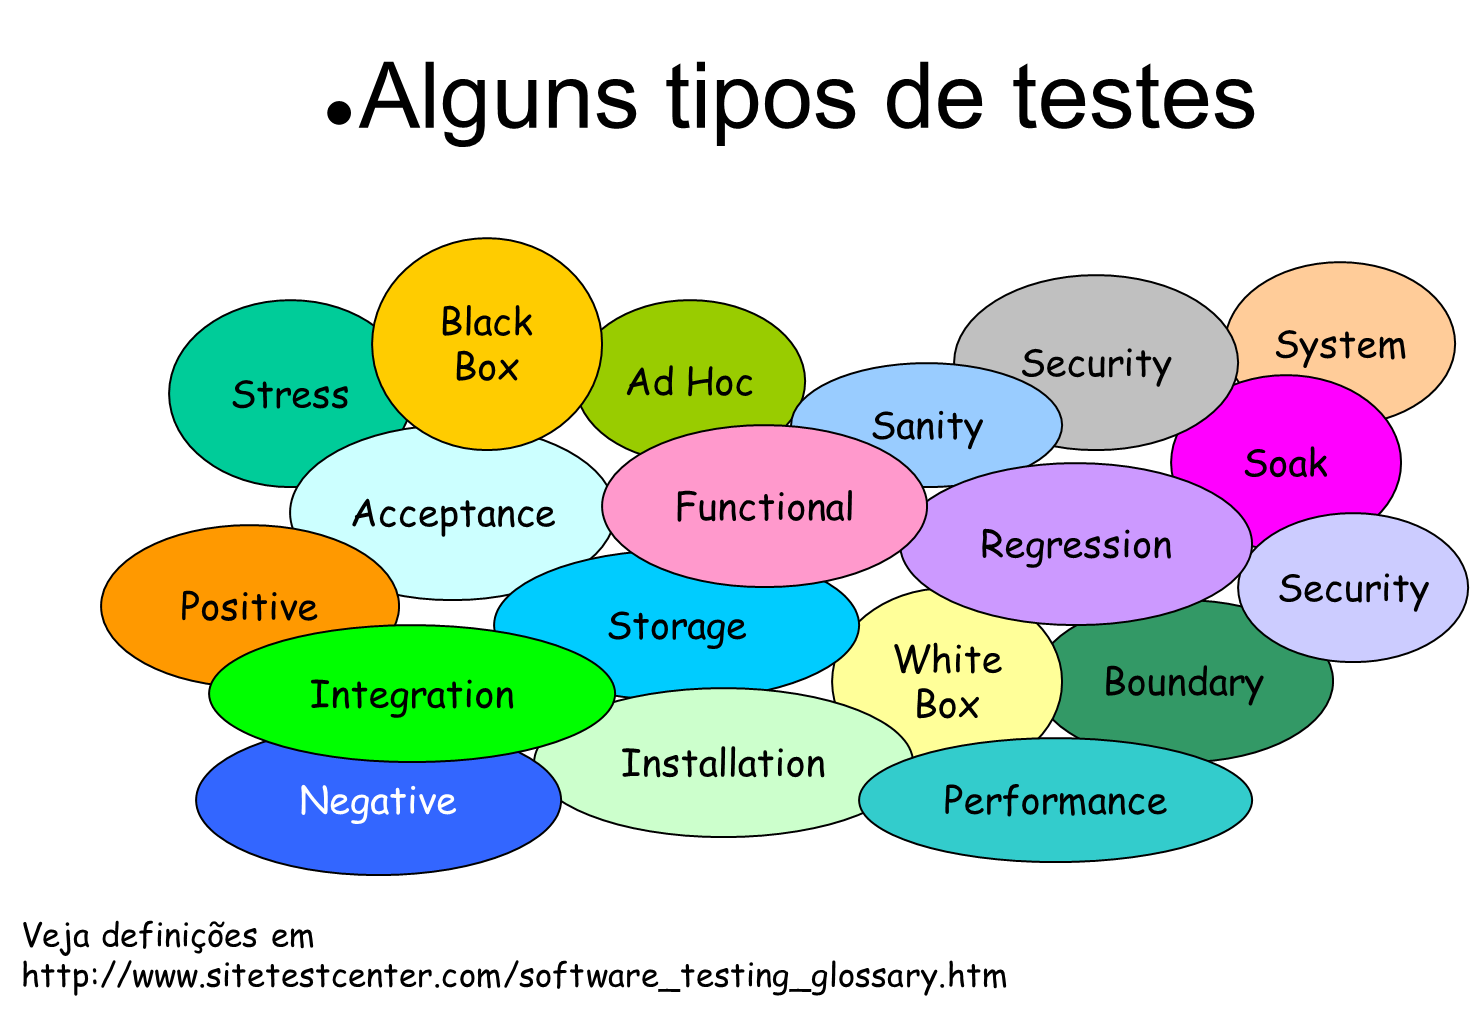 •Alguns tipos de testes
Black
Box
Stress
Ad Hoc
Security
System
Sanity
Soak
Acceptance
Functional
Regression
Security
Positive
Storage
White
Box
Boundary
Integration
Installation
Negative
Performance
Veja definições em
http://www.sitetestcenter.com/software_testing_glossary.htm